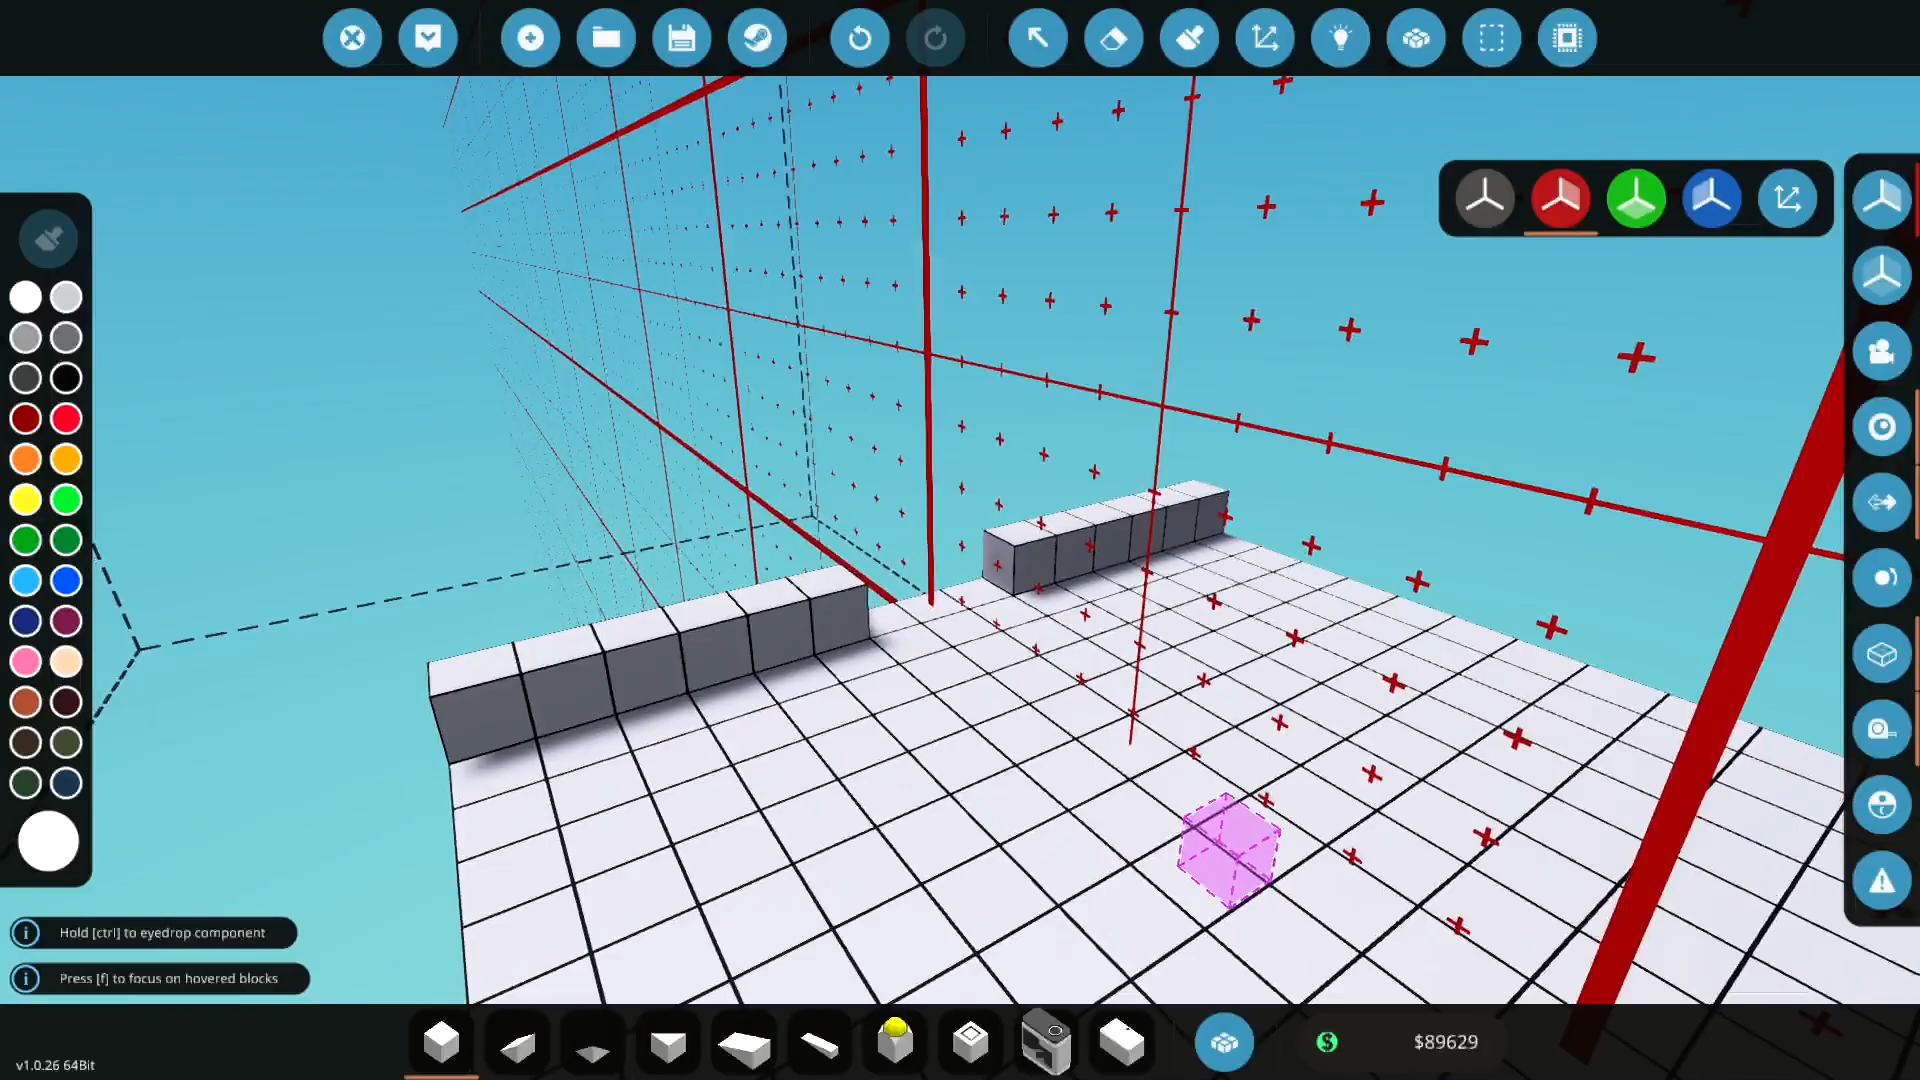 Hold [ctrl] to eyedrop component
Press [f] to focus on hovered blocks
v1.0.26 64Bit
$89629